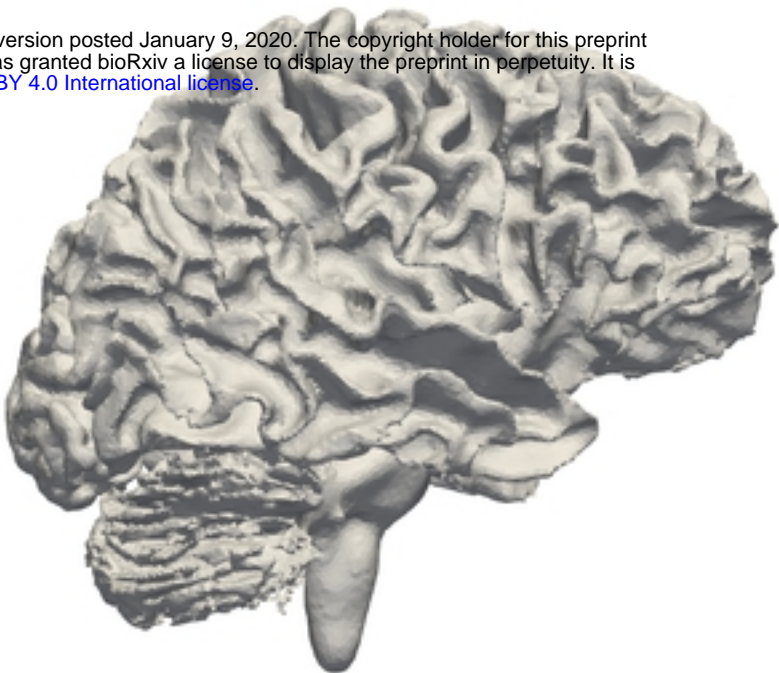 version posted January 9, 2020. The copyright holder for this preprint
as granted bioRxiv a license to display the preprint in perpetuity. It is
BY 4.0 International license.